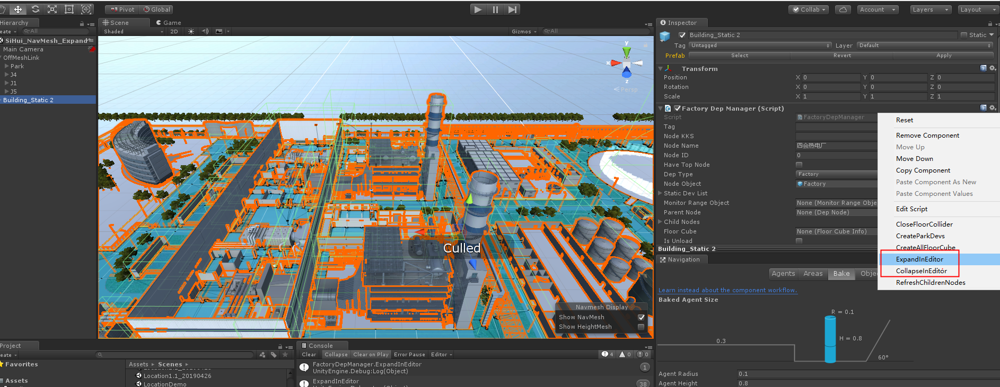 Pivot Global
Collab Account Layers Layout
Hierarchy
eate All
SiHui_NavMesh_Expand
Main Camera
OffMeshLink
Park
J4
J1
J5
Building_Static 2
Scene Game
Shaded 2D Gizmos All
y
x
z
Persp
Culled
Navmesh Display
Show NavMesh
Show HeightMesh
Inspector
Building_Static 2 Static
Tag Untagged Layer Default
Prefab Select Revert Apply
Transform
Position X 0 Y 0 Z 0
Rotation X 0 Y 0 Z 0
Scale X 1 Y 1 Z 1
Factory Dep Manager (Script)
Script FactoryDepManager
Tag
Node KKS
Node Name 四会热电厂
Node ID 0
Have Top Node
Dep Type Factory
Node Object Factory
Static Dev List
Monitor Range Object None (Monitor Range Obje
Parent Node None (Dep Node)
Child Nodes
Floor Cube None (Floor Cube Info)
Is Unload
Reset
Remove Component
Move Up
Move Down
Copy Component
Paste Component As New
Paste Component Values
Edit Script
CloseFloorCollider
CreateParkDevs
CreateAllFloorCube
ExpandInEditor
CollapseInEditor
RefreshChildrenNodes
Building_Static 2
Navigation
Agents Areas Bake Objec
Learn instead about the component workflow.
Baked Agent Size
R = 0.1
H = 0.8
0.3
60°
Agent Radius 0.1
Agent Height 0.8
Project
eate
Favorites
Assets
Assets Scenes
Location1.1_20190426
LocationDemo
Console
Clear Collapse Clear on Play Error Pause Editor 4 0 0
FactoryDepManager.ExpandInEditor
UnityEngine.Debug:Log(Object) 1
ExpandInEditor 38
UnityEngine.Debug:Log(Object)